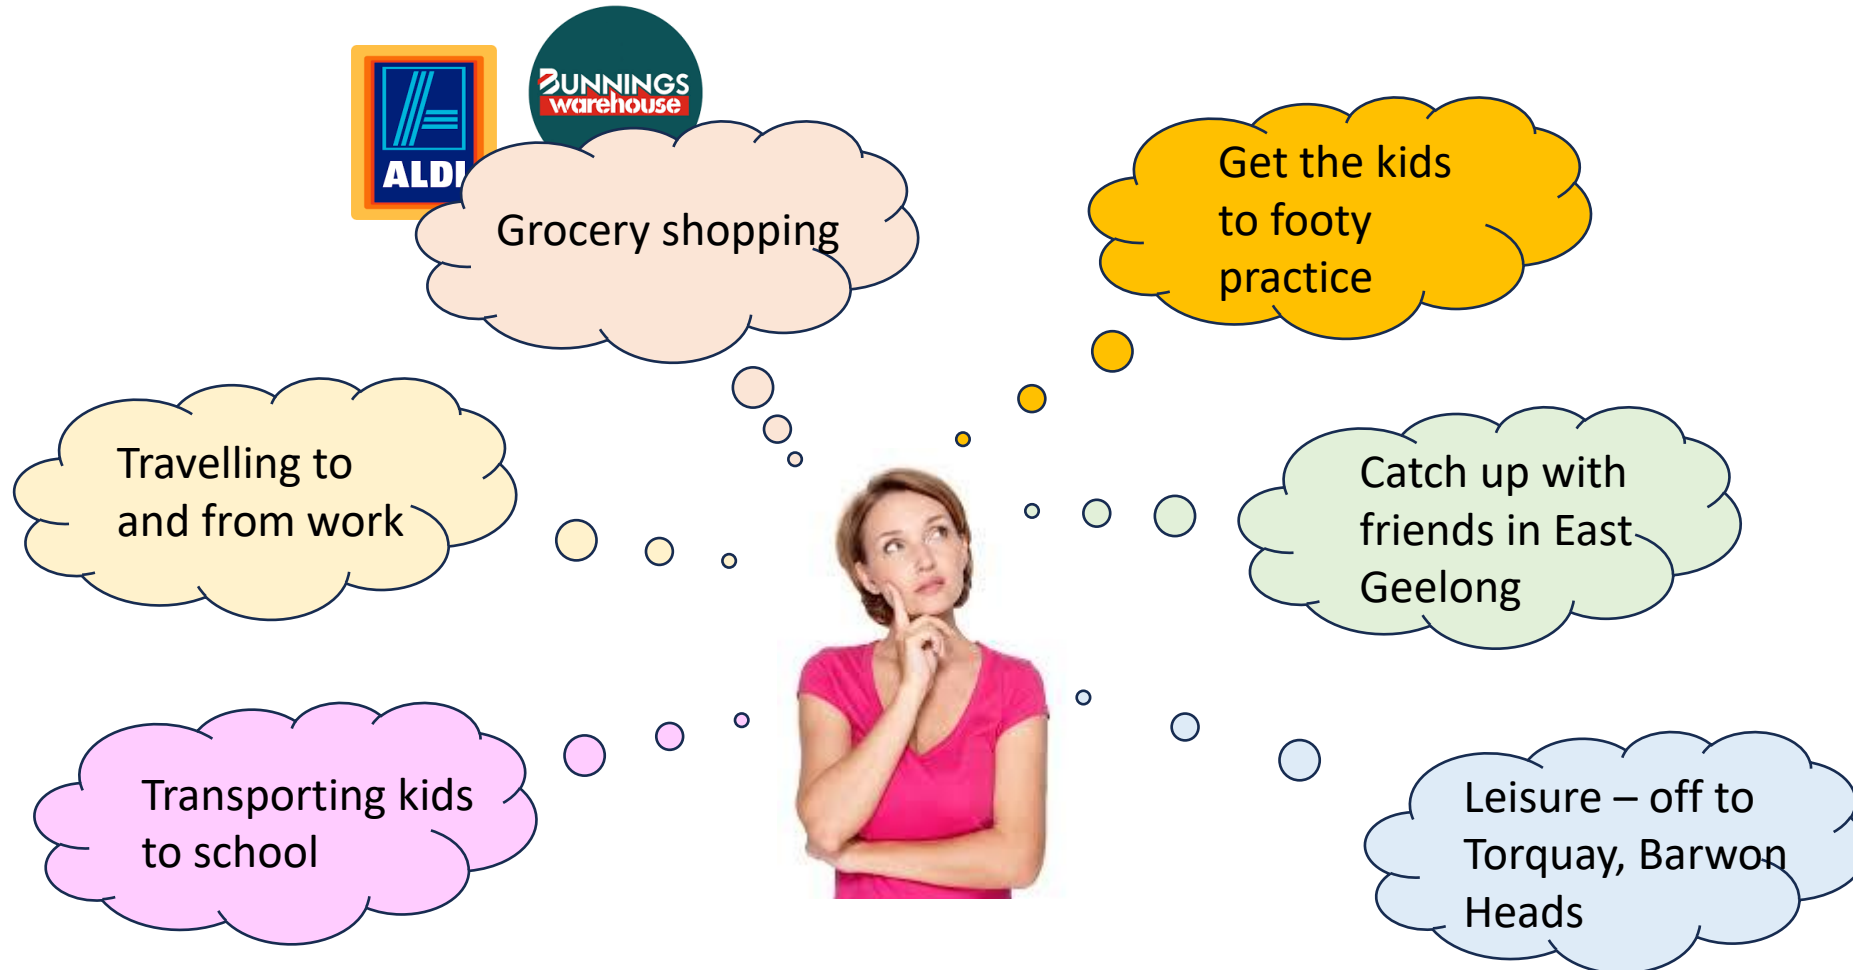 ALDI
BUNNINGS
warehouse
Grocery shopping
Get the kids
to footy
practice
Travelling to
and from work
Catch up with
friends in East
Geelong
Transporting kids
to school
Leisure – off to
Torquay, Barwon
Heads